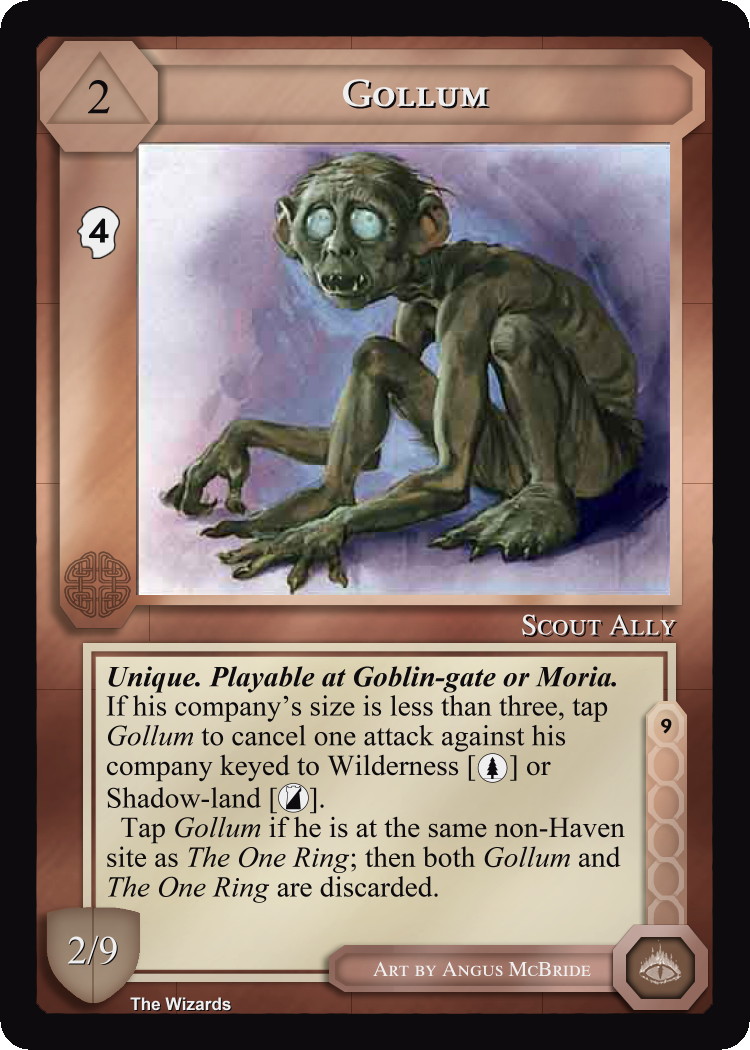 2
GOLLUM
4
SCOUT ALLY
Unique. Playable at Goblin-gate or Moria.
If his company's size is less than three, tap
Gollum to cancel one attack against his
company keyed to Wilderness [ ] or
Shadow-land [ ].
Tap Gollum if he is at the same non-Haven
site as The One Ring; then both Gollum and
The One Ring are discarded.
9
2/9
ART BY ANGUS MCBRIDE
The Wizards